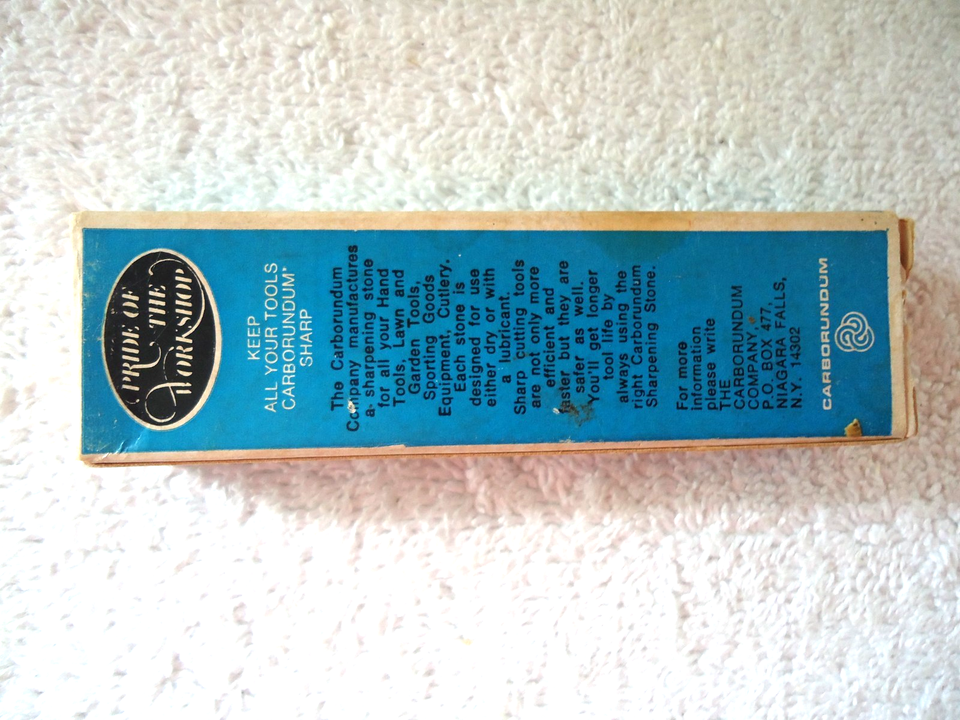 PRIDE OF
THE
WORKSHOP
KEEP
ALL YOUR TOOLS
CARBORUNDUM*
SHARP
The Carborundum
Company manufactures
a sharpening stone
for all your Hand
Tools, Lawn and
Garden Tools,
Sporting Goods
Equipment, Cutlery.
Each stone is
designed for use
either dry, or with
a lubricant.
Sharp cutting tools
are not only more
efficient and
faster but they are
safer as well.
You'll get longer
tool life by
always using the
right Carborundum
Sharpening Stone.
For more
information
please write
THE
CARBORUNDUM
COMPANY,
P.O. BOX 477,
NIAGARA FALLS,
N.Y. 14302
CARBORUNDUM